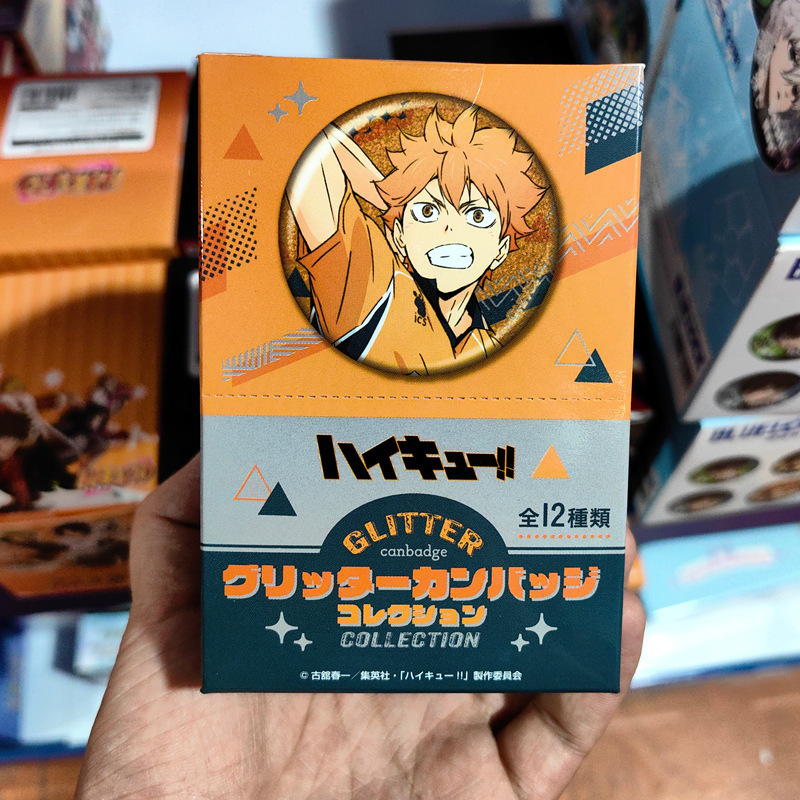 ics
ハイキュー!!
全12種類
GLITTER
canbadge
グリッターカンバッジ
コレクション
COLLECTION
© 古舘春一／集英社・「ハイキュー!!」製作委員会